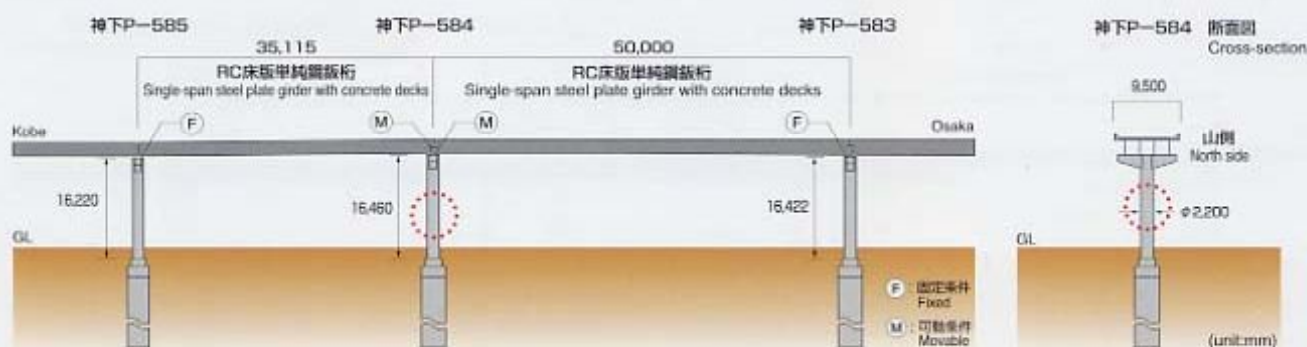 神下P-585
神下P-584
神下P-583
神下P-584 断面図
Cross-section
35,115
50,000
RC床版単純鋼鈑桁
Single-span steel plate girder with concrete decks
RC床版単純鋼鈑桁
Single-span steel plate girder with concrete decks
9,500
F
M
M
F
Kobe
Osaka
山側
North side
16,220
16,460
16,422
φ2,200
GL
GL
F : 固定条件
Fixed
M : 可動条件
Movable
(unit:mm)